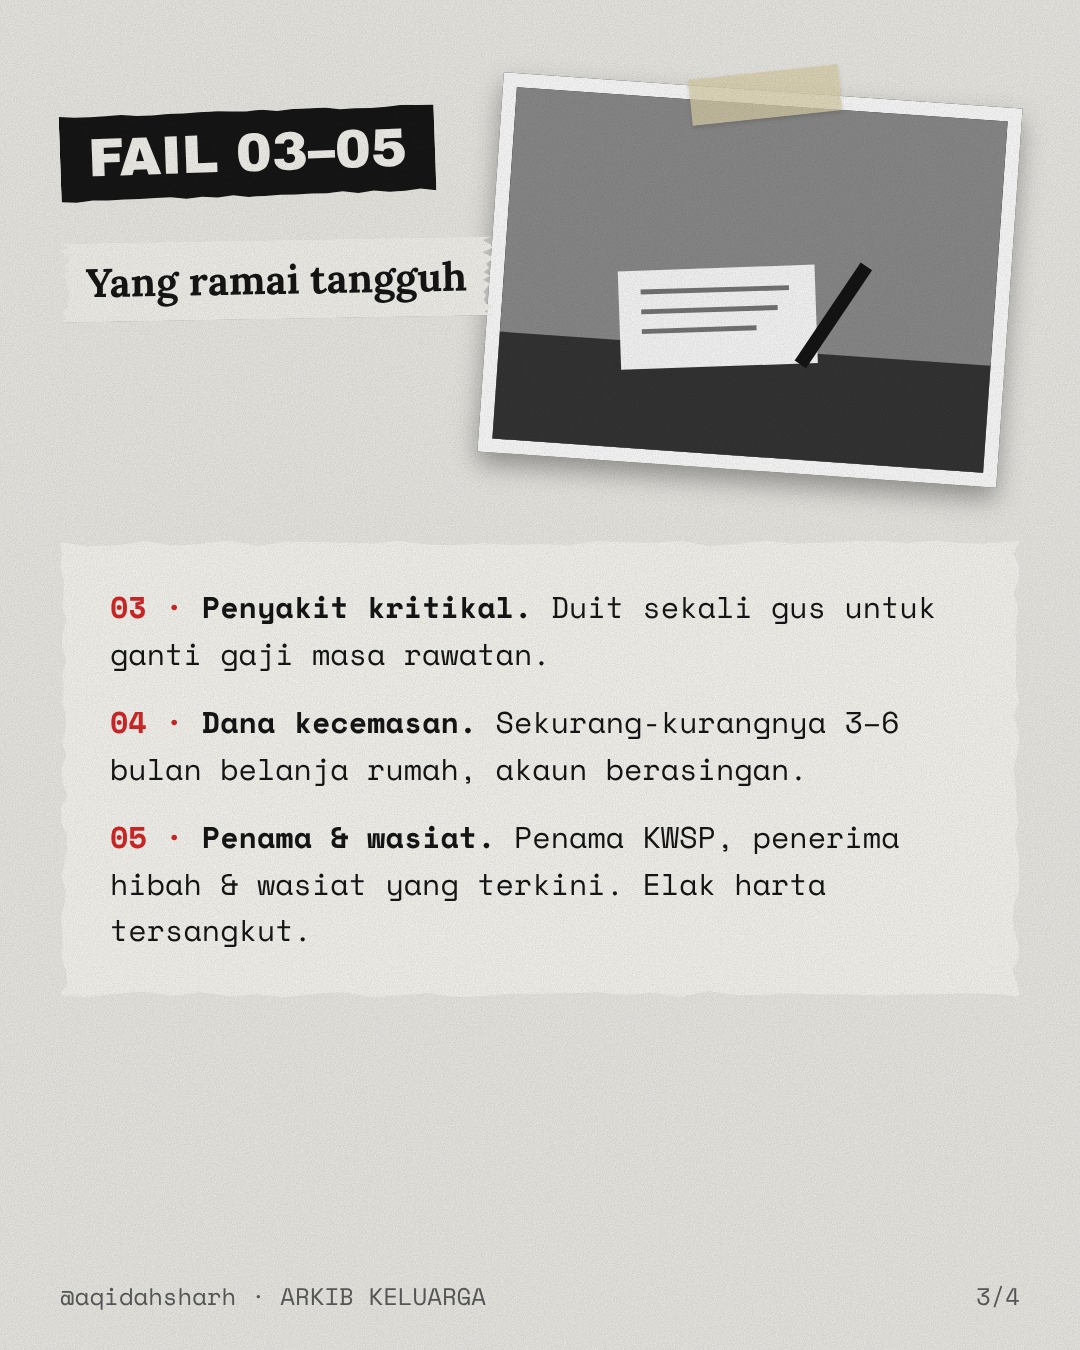 FAIL 03–05
Yang ramai tangguh
03 · Penyakit kritikal. Duit sekali gus untuk
ganti gaji masa rawatan.
04 · Dana kecemasan. Sekurang-kurangnya 3–6
bulan belanja rumah, akaun berasingan.
05 · Penama & wasiat. Penama KWSP, penerima
hibah & wasiat yang terkini. Elak harta
tersangkut.
@aqidahsharh · ARKIB KELUARGA
3/4